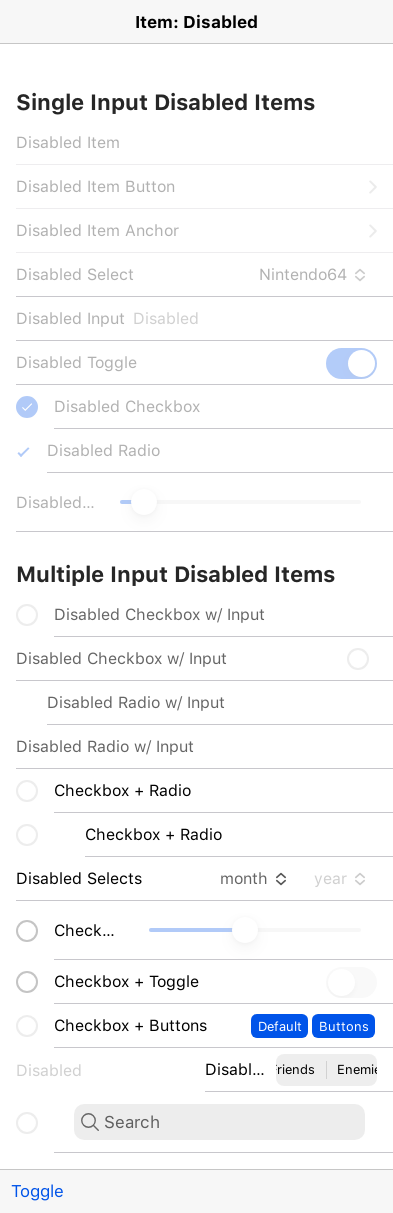 Item: Disabled
Single Input Disabled Items
Disabled Item
Disabled Item Button
Disabled Item Anchor
Disabled Select Nintendo64
Disabled Input Disabled
Disabled Toggle
Disabled Checkbox
Disabled Radio
Disabled...
Multiple Input Disabled Items
Disabled Checkbox w/ Input
Disabled Checkbox w/ Input
Disabled Radio w/ Input
Disabled Radio w/ Input
Checkbox + Radio
Checkbox + Radio
Disabled Selects month year
Check...
Checkbox + Toggle
Checkbox + Buttons Default Buttons
Disabled Disabl... riends Enemie
Search
Toggle